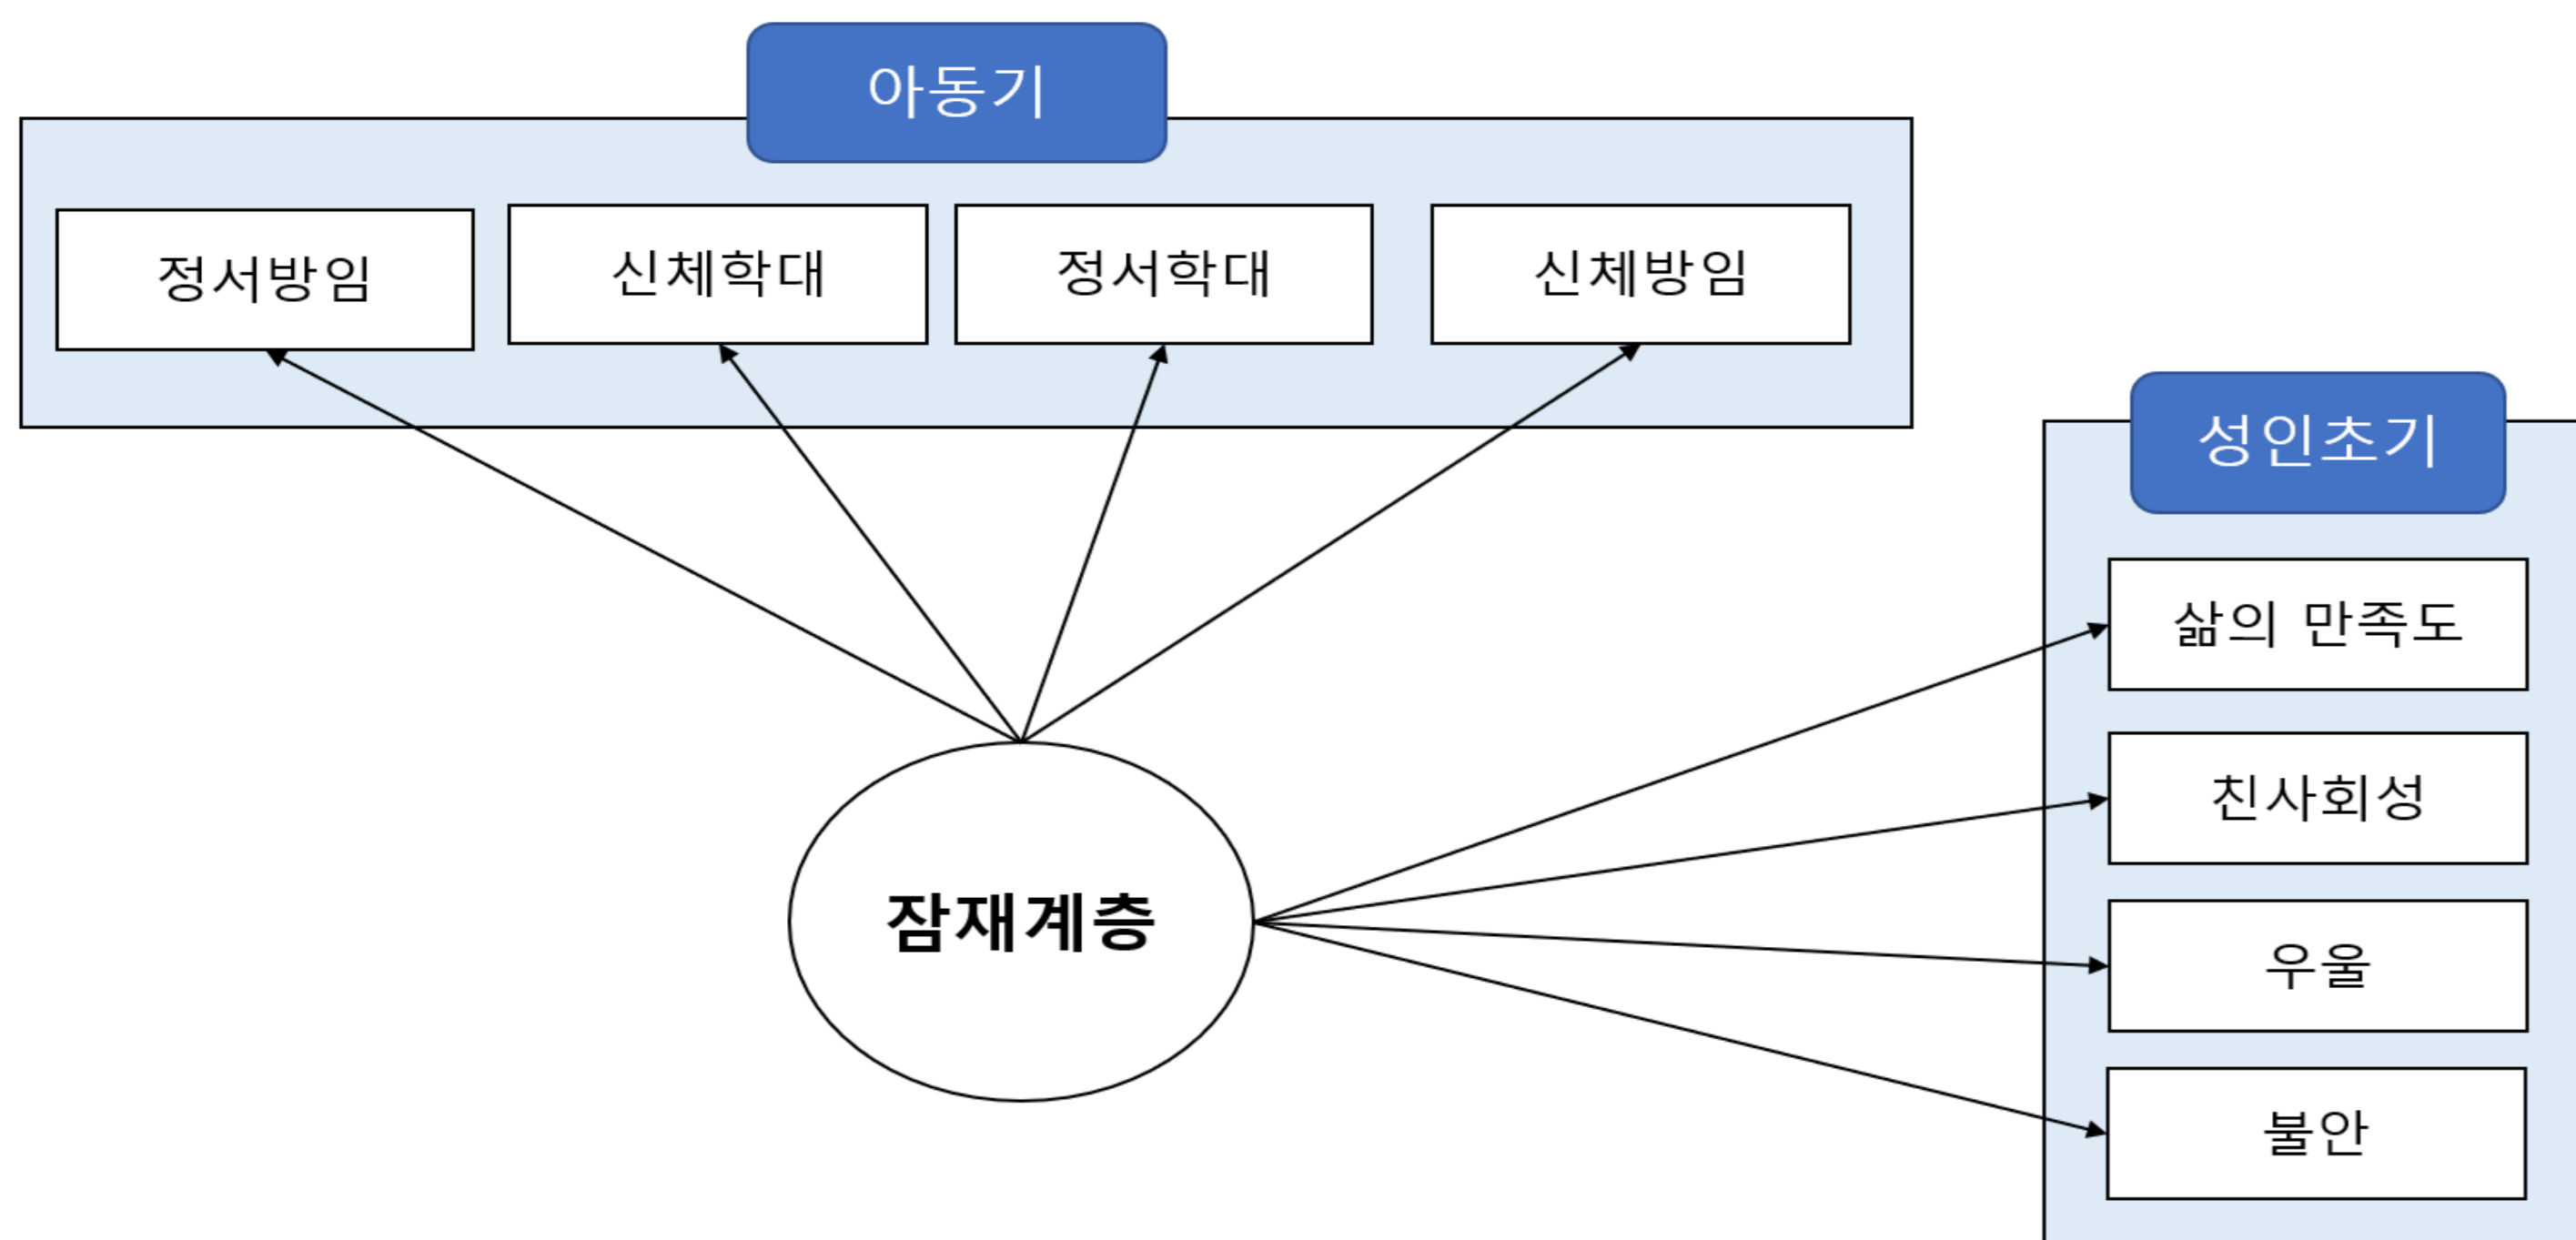 아동기
정서방임
신체학대
정서학대
신체방임
성인초기
삶의 만족도
친사회성
우울
불안
잠재계층